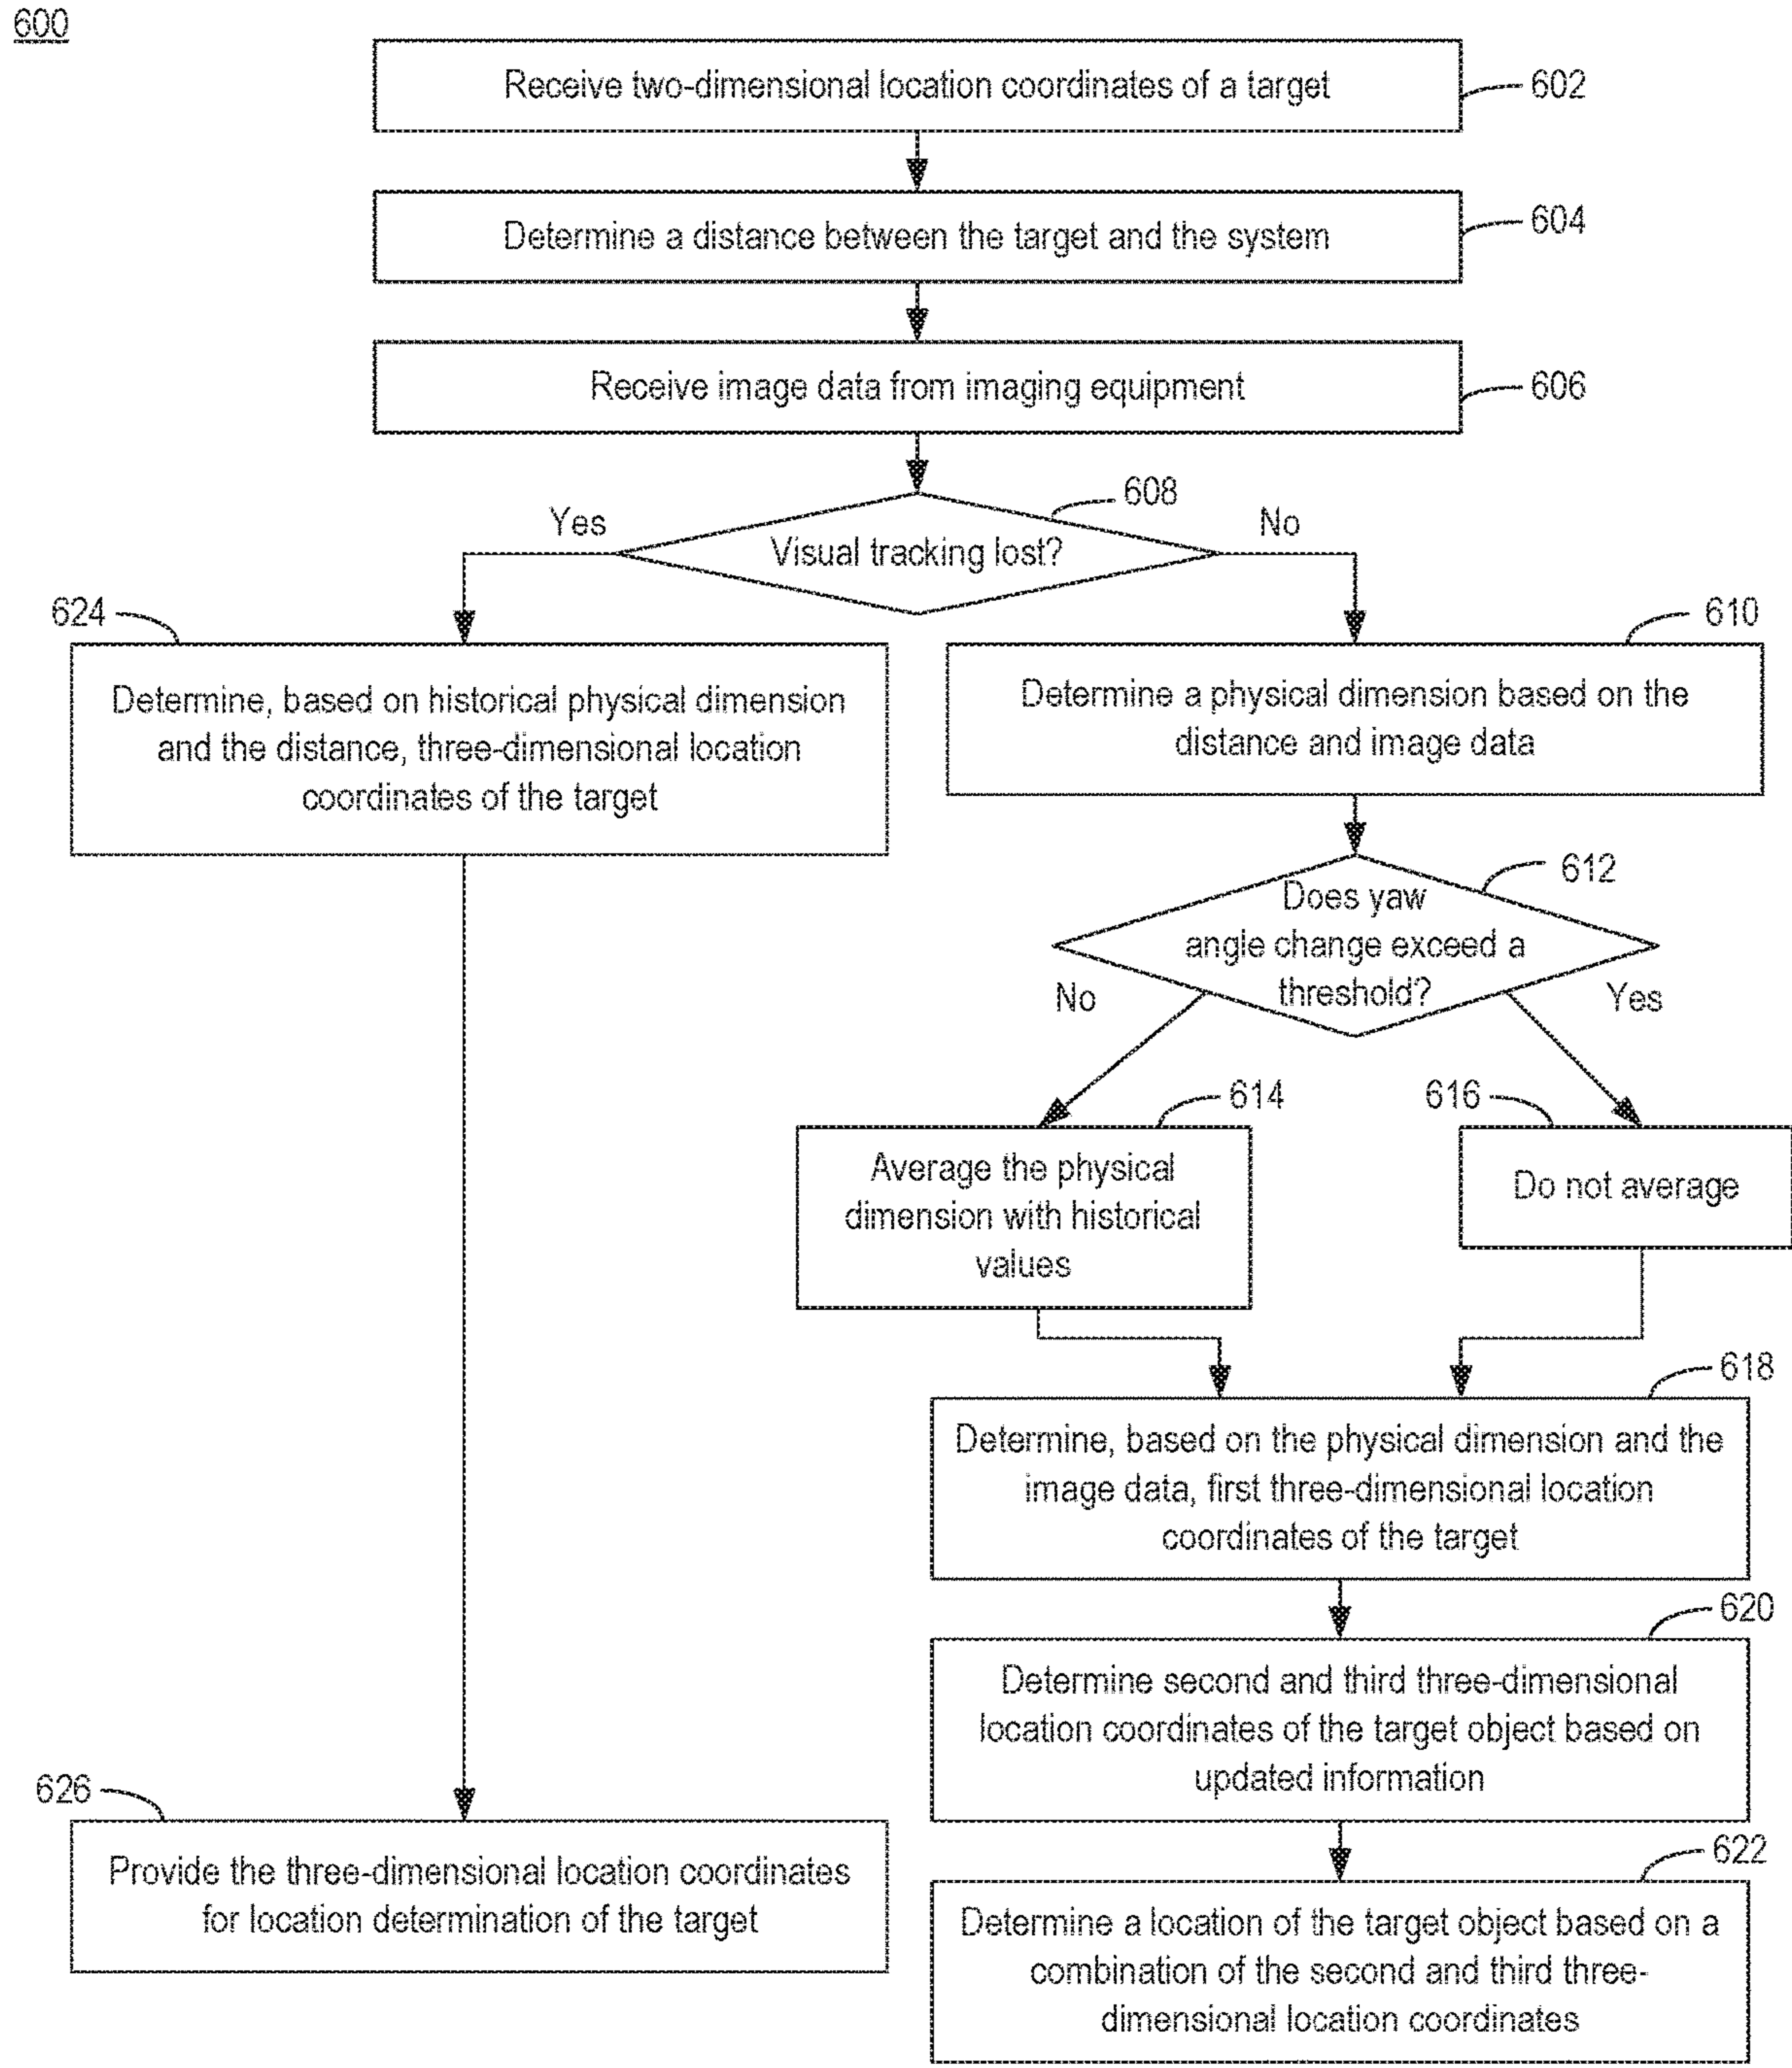 600
Receive two-dimensional location coordinates of a target
602
Determine a distance between the target and the system
604
Receive image data from imaging equipment
606
608
Yes
No
Visual tracking lost?
624
Determine, based on historical physical dimension
and the distance, three-dimensional location
coordinates of the target
610
Determine a physical dimension based on the
distance and image data
612
Does yaw
angle change exceed a
threshold?
No
Yes
614
Average the physical
dimension with historical
values
616
Do not average
618
Determine, based on the physical dimension and the
image data, first three-dimensional location
coordinates of the target
620
Determine second and third three-dimensional
location coordinates of the target object based on
updated information
626
Provide the three-dimensional location coordinates
for location determination of the target
622
Determine a location of the target object based on a
combination of the second and third three-
dimensional location coordinates